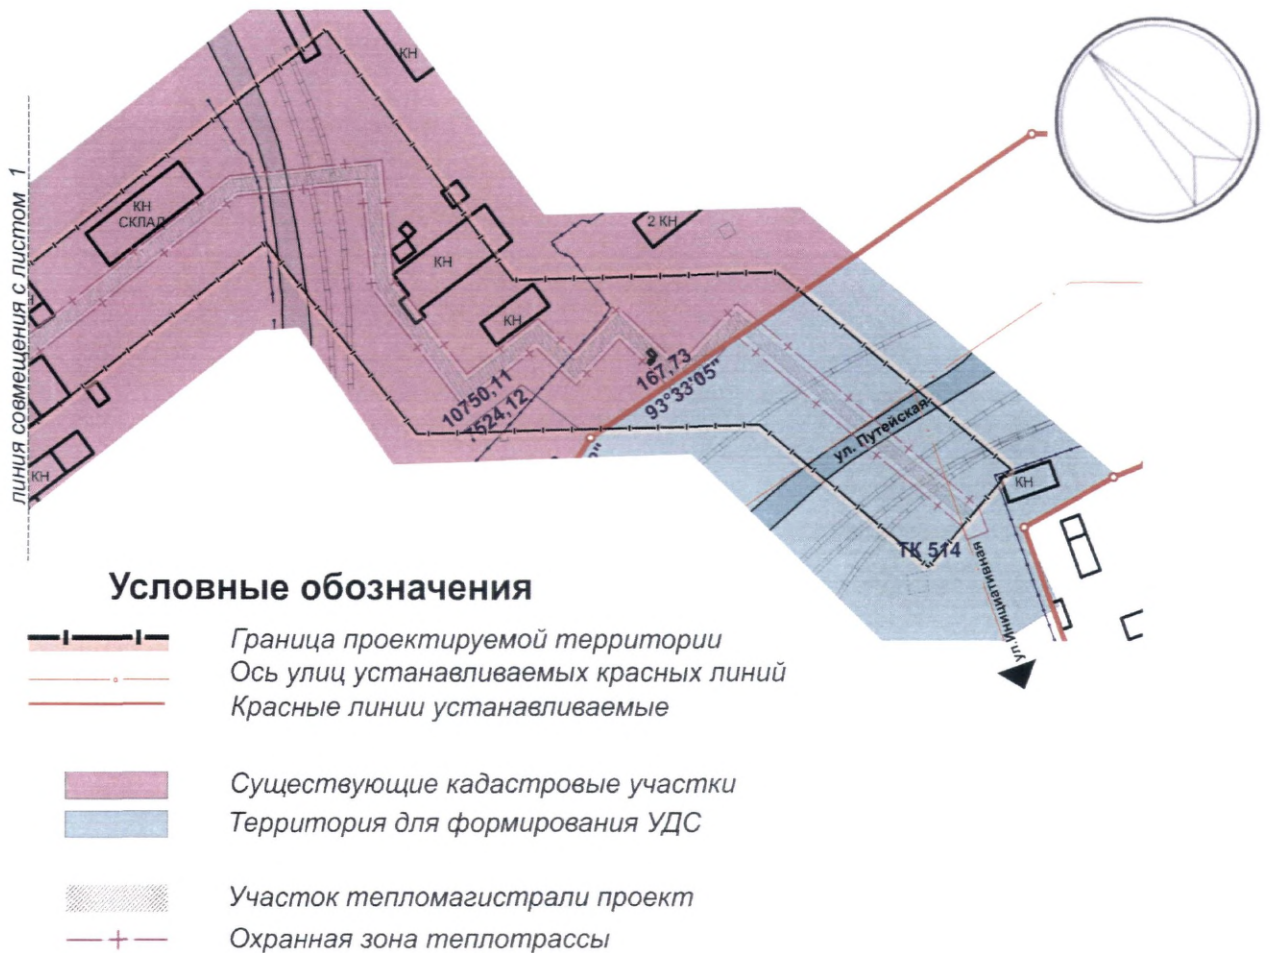 КН
КН
СКЛАД
2 КН
КН
КН
линия совмещения с листом 1
167,73
93°33'05"
10750,11
7524,12
ул. Путейская
КН
КН
ТК 514
ул.Инициативная
Условные обозначения
Граница проектируемой территории
Ось улиц устанавливаемых красных линий
Красные линии устанавливаемые
Существующие кадастровые участки
Территория для формирования УДС
Участок тепломагистрали проект
Охранная зона теплотрассы